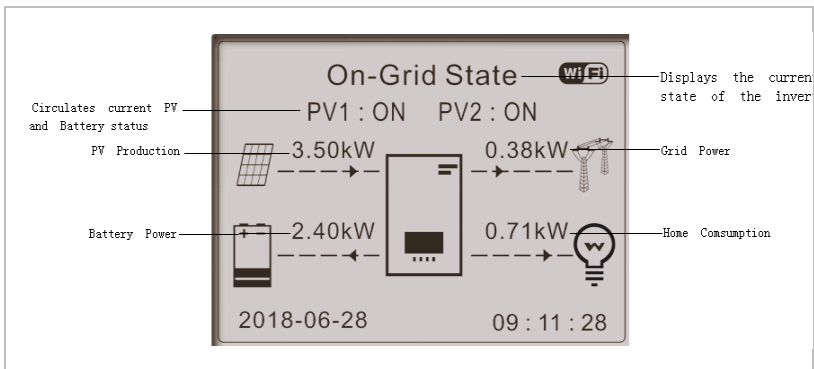 On-Grid State
WiFi
Displays the curren
state of the inver
Circulates current PV
and Battery status
PV1 : ON PV2 : ON
PV Production
3.50kW
0.38kW
Grid Power
Battery Power
2.40kW
0.71kW
Home Comsumption
2018-06-28
09 : 11 : 28